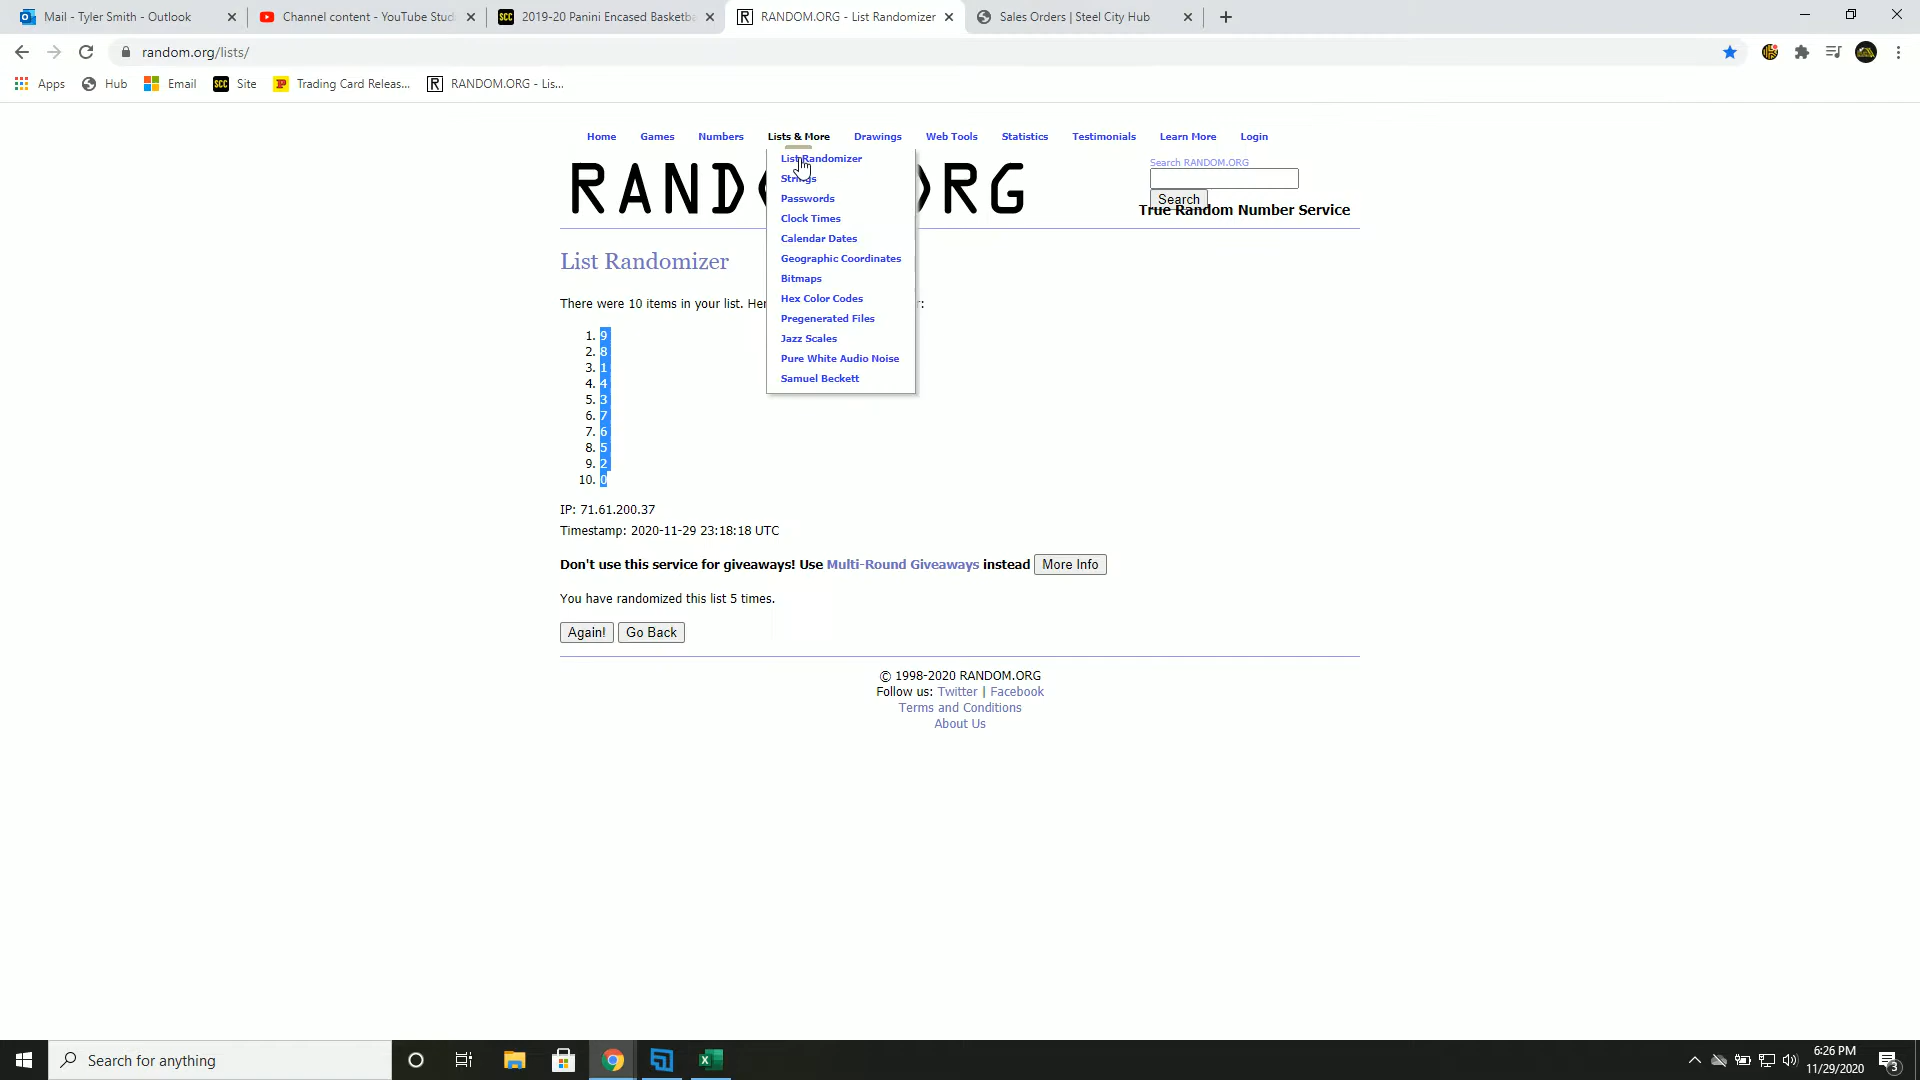 Mail - Tyler Smith - Outlook
Channel content - YouTube Stud
SCC 2019-20 Panini Encased Basketba
R RANDOM.ORG - List Randomizer
Sales Orders | Steel City Hub
random.org/lists/
Apps Hub Email SCC Site Trading Card Releas... R RANDOM.ORG - Lis...
Home Games Numbers Lists & More Drawings Web Tools Statistics Testimonials Learn More Login
List Randomizer
Strings
Passwords
Clock Times
Calendar Dates
Geographic Coordinates
Bitmaps
Hex Color Codes
Pregenerated Files
Jazz Scales
Pure White Audio Noise
Samuel Beckett
RAND RG
Search RANDOM.ORG
Search
True Random Number Service
List Randomizer
There were 10 items in your list. Her r:
1. 9
2. 8
3. 1
4. 4
5. 3
6. 7
7. 6
8. 5
9. 2
10. 0
IP: 71.61.200.37
Timestamp: 2020-11-29 23:18:18 UTC
Don't use this service for giveaways! Use Multi-Round Giveaways instead More Info
You have randomized this list 5 times.
Again! Go Back
© 1998-2020 RANDOM.ORG
Follow us: Twitter | Facebook
Terms and Conditions
About Us
Search for anything
6:26 PM
11/29/2020
3